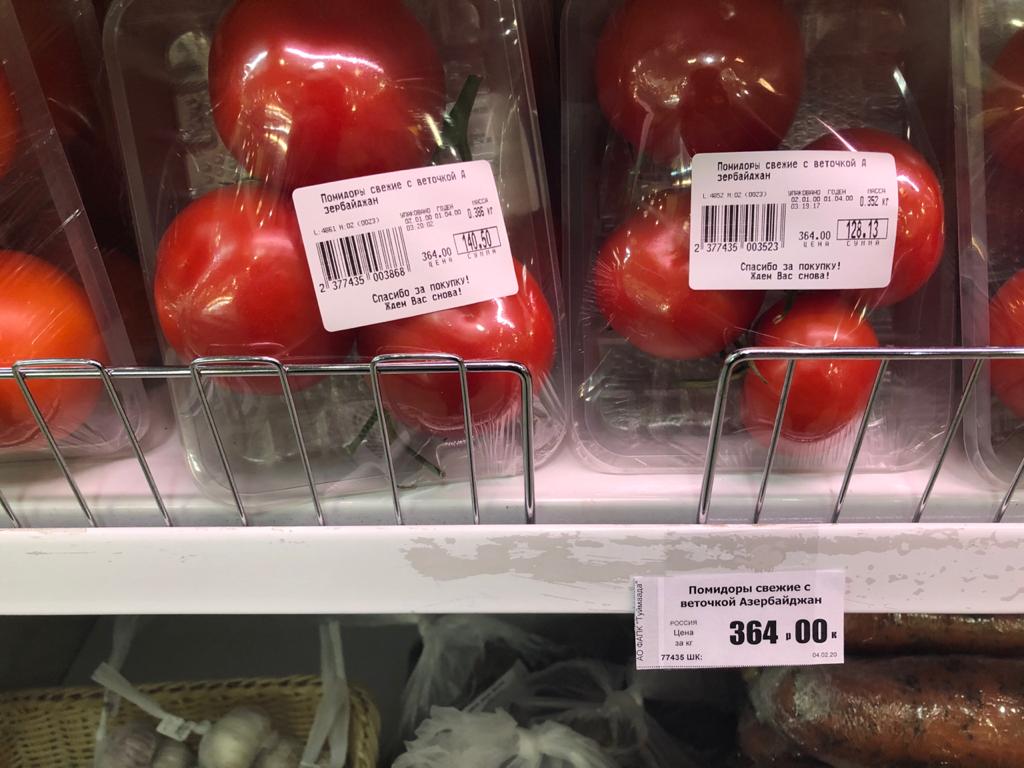 Помидоры свежие с веточкой А
зербайджан
L:4861 М:02 (0023)
УПАКОВАНО ГОДЕН МАССА
02.01.00 01.04.00 0.386 кг
03:20:02
364.00 140.50
ЦЕНА СУММА
2 377435 003868
Спасибо за покупку!
Ждем Вас снова!
Помидоры свежие с веточкой А
зербайджан
L:4852 М:02 (0023)
УПАКОВАНО ГОДЕН МАССА
02.01.00 01.04.00 0.352 кг
03:19:17
364.00 128.13
ЦЕНА СУММА
2 377435 003523
Спасибо за покупку!
Ждем Вас снова!
АО ФАПК "Туймаада"
Помидоры свежие с
веточкой Азербайджан
РОССИЯ
Цена
за кг
364 р 00 к
77435 ШК:
04.02.20